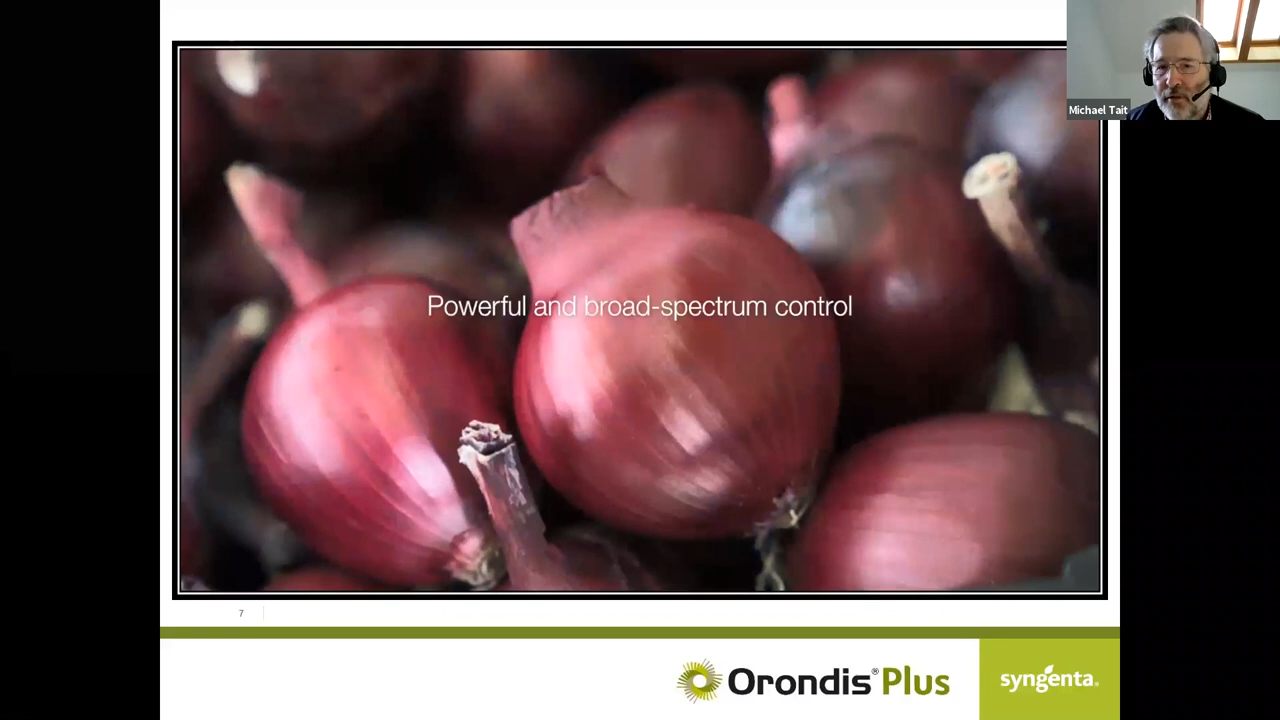 Michael Tait
Powerful and broad-spectrum control
7
Orondis® Plus
syngenta®